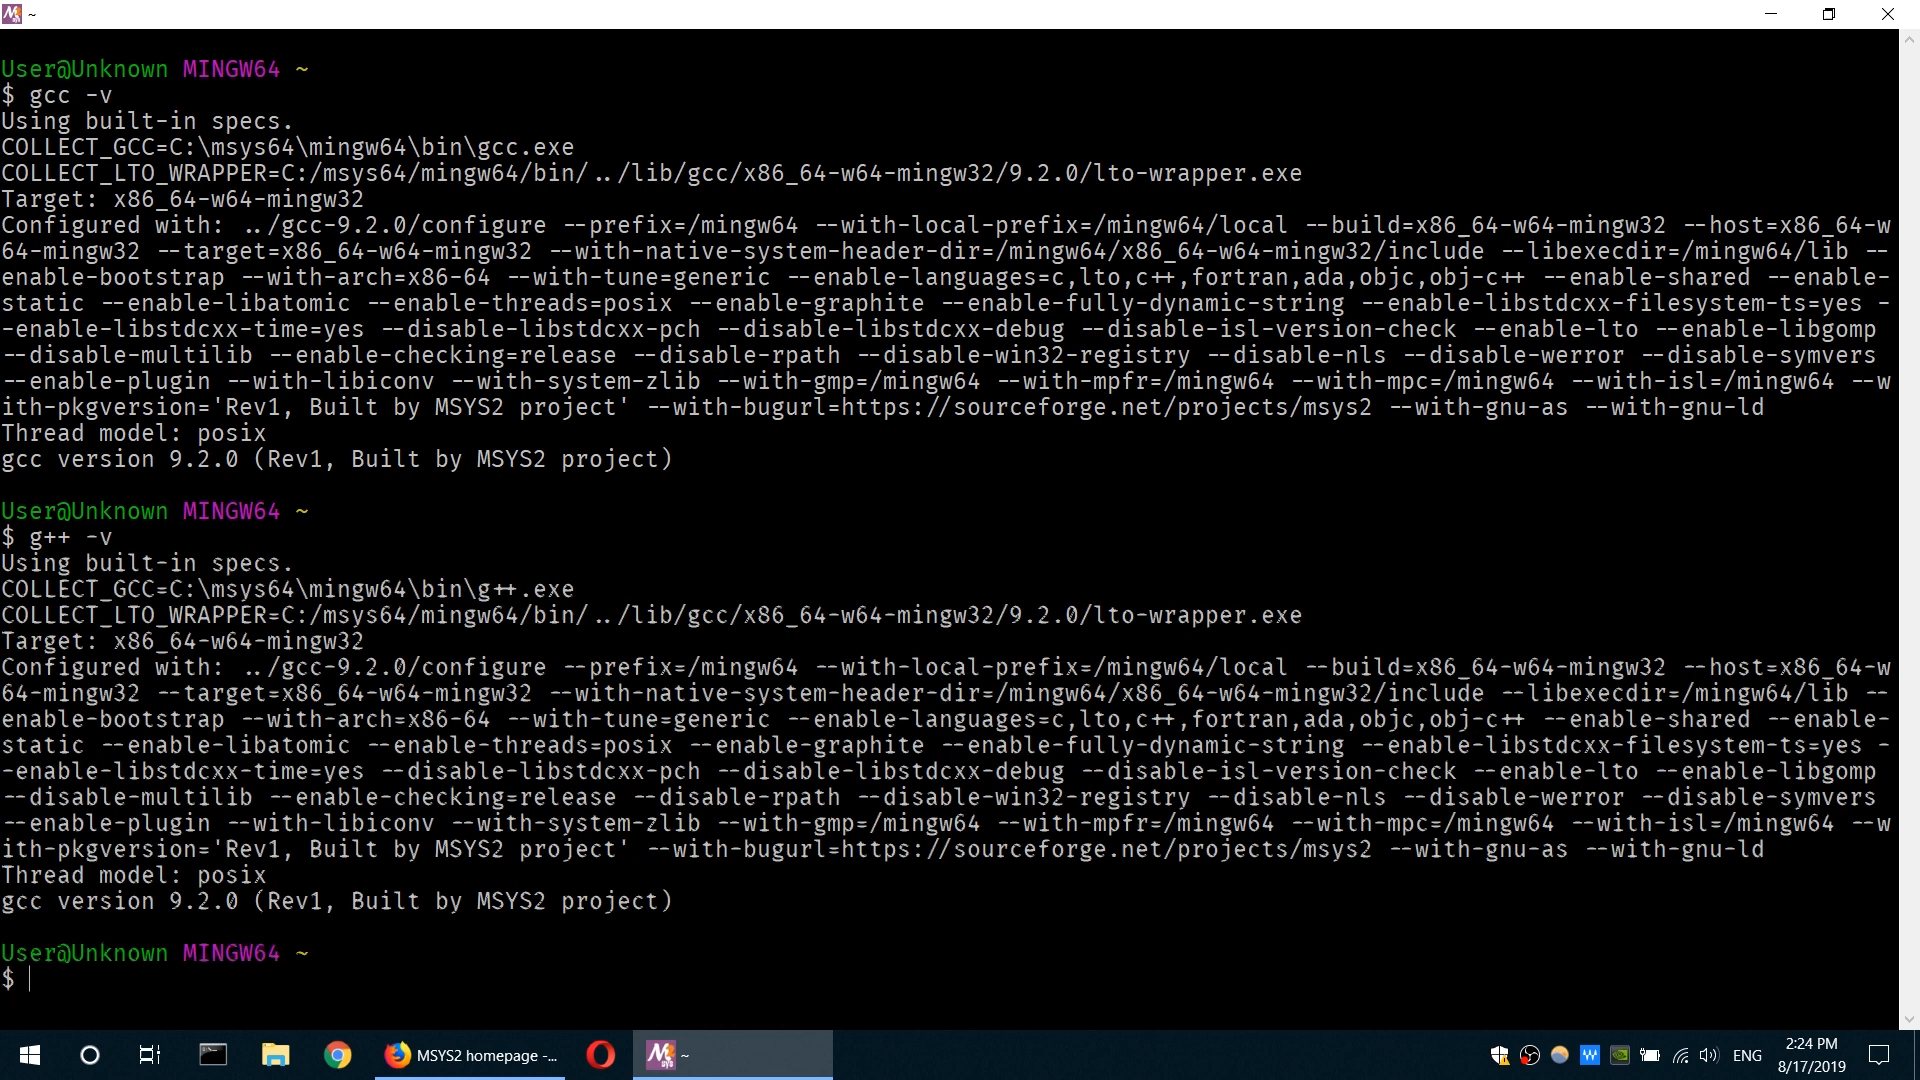 ~
User@Unknown MINGW64 ~
$ gcc -v
Using built-in specs.
COLLECT_GCC=C:\msys64\mingw64\bin\gcc.exe
COLLECT_LTO_WRAPPER=C:/msys64/mingw64/bin/../lib/gcc/x86_64-w64-mingw32/9.2.0/lto-wrapper.exe
Target: x86_64-w64-mingw32
Configured with: ../gcc-9.2.0/configure --prefix=/mingw64 --with-local-prefix=/mingw64/local --build=x86_64-w64-mingw32 --host=x86_64-w
64-mingw32 --target=x86_64-w64-mingw32 --with-native-system-header-dir=/mingw64/x86_64-w64-mingw32/include --libexecdir=/mingw64/lib --
enable-bootstrap --with-arch=x86-64 --with-tune=generic --enable-languages=c,lto,c++,fortran,ada,objc,obj-c++ --enable-shared --enable-
static --enable-libatomic --enable-threads=posix --enable-graphite --enable-fully-dynamic-string --enable-libstdcxx-filesystem-ts=yes -
-enable-libstdcxx-time=yes --disable-libstdcxx-pch --disable-libstdcxx-debug --disable-isl-version-check --enable-lto --enable-libgomp
--disable-multilib --enable-checking=release --disable-rpath --disable-win32-registry --disable-nls --disable-werror --disable-symvers
--enable-plugin --with-libiconv --with-system-zlib --with-gmp=/mingw64 --with-mpfr=/mingw64 --with-mpc=/mingw64 --with-isl=/mingw64 --w
ith-pkgversion='Rev1, Built by MSYS2 project' --with-bugurl=https://sourceforge.net/projects/msys2 --with-gnu-as --with-gnu-ld
Thread model: posix
gcc version 9.2.0 (Rev1, Built by MSYS2 project)
User@Unknown MINGW64 ~
$ g++ -v
Using built-in specs.
COLLECT_GCC=C:\msys64\mingw64\bin\g++.exe
COLLECT_LTO_WRAPPER=C:/msys64/mingw64/bin/../lib/gcc/x86_64-w64-mingw32/9.2.0/lto-wrapper.exe
Target: x86_64-w64-mingw32
Configured with: ../gcc-9.2.0/configure --prefix=/mingw64 --with-local-prefix=/mingw64/local --build=x86_64-w64-mingw32 --host=x86_64-w
64-mingw32 --target=x86_64-w64-mingw32 --with-native-system-header-dir=/mingw64/x86_64-w64-mingw32/include --libexecdir=/mingw64/lib --
enable-bootstrap --with-arch=x86-64 --with-tune=generic --enable-languages=c,lto,c++,fortran,ada,objc,obj-c++ --enable-shared --enable-
static --enable-libatomic --enable-threads=posix --enable-graphite --enable-fully-dynamic-string --enable-libstdcxx-filesystem-ts=yes -
-enable-libstdcxx-time=yes --disable-libstdcxx-pch --disable-libstdcxx-debug --disable-isl-version-check --enable-lto --enable-libgomp
--disable-multilib --enable-checking=release --disable-rpath --disable-win32-registry --disable-nls --disable-werror --disable-symvers
--enable-plugin --with-libiconv --with-system-zlib --with-gmp=/mingw64 --with-mpfr=/mingw64 --with-mpc=/mingw64 --with-isl=/mingw64 --w
ith-pkgversion='Rev1, Built by MSYS2 project' --with-bugurl=https://sourceforge.net/projects/msys2 --with-gnu-as --with-gnu-ld
Thread model: posix
gcc version 9.2.0 (Rev1, Built by MSYS2 project)
User@Unknown MINGW64 ~
$
MSYS2 homepage -... ~ ENG 2:24 PM
8/17/2019